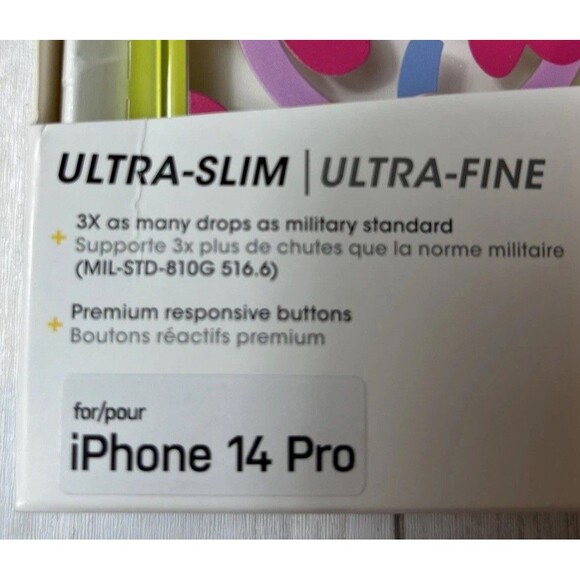 ULTRA-SLIM | ULTRA-FINE
+ 3X as many drops as military standard
Supporte 3x plus de chutes que la norme militaire
(MIL-STD-810G 516.6)
+ Premium responsive buttons
Boutons réactifs premium
for/pour
iPhone 14 Pro